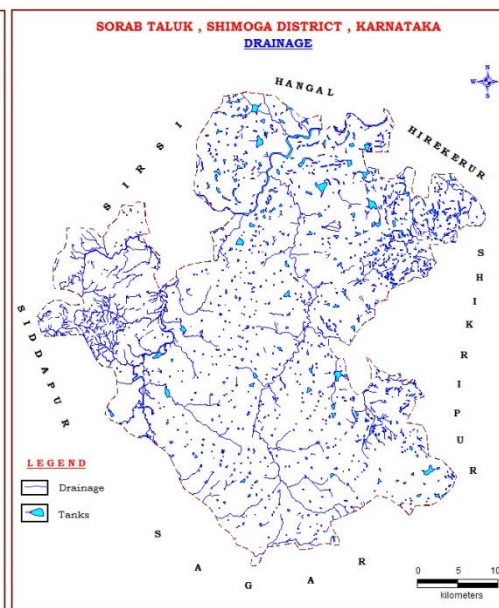 SORAB TALUK , SHIMOGA DISTRICT , KARNATAKA
DRAINAGE
N
W E
S
HANGAL
HIREKERUR
SIRSI
SHIKRIPUR
SIDDAPUR
LEGEND
Drainage
Tanks
SAGAR
0 5 10
kilometers